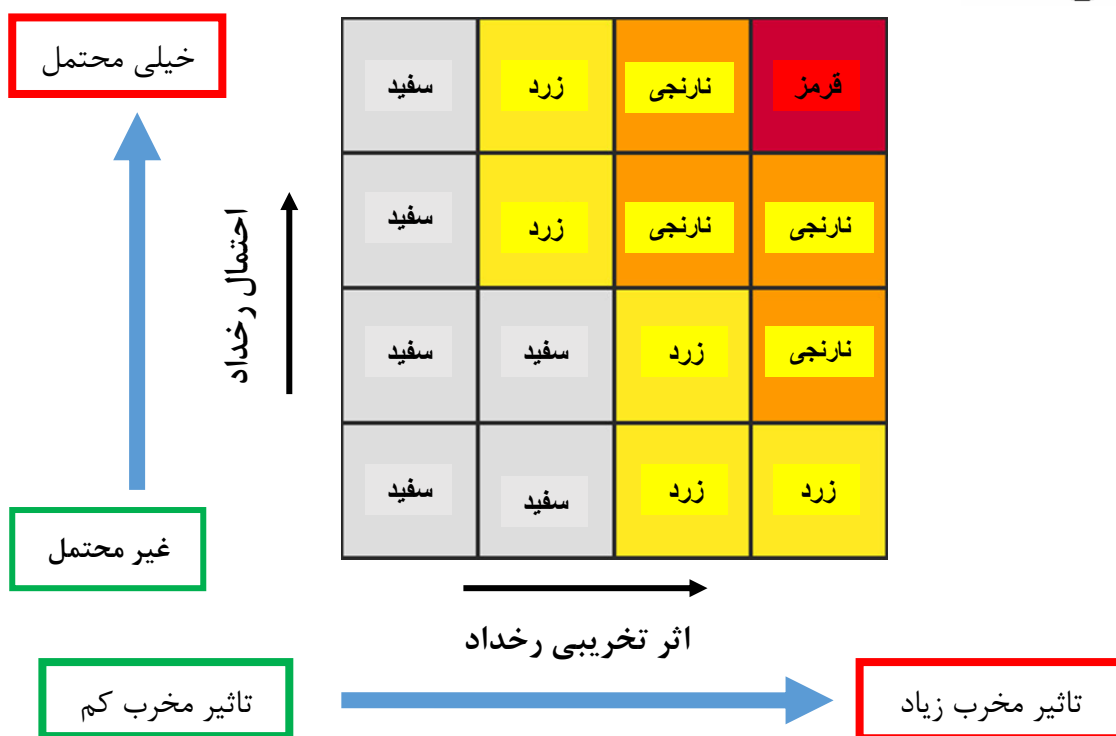 خیلی محتمل
سفید
زرد
نارنجی
قرمز
سفید
زرد
نارنجی
نارنجی
احتمال رخداد
سفید
سفید
زرد
نارنجی
سفید
سفید
زرد
زرد
غیر محتمل
اثر تخریبی رخداد
تاثیر مخرب کم
تاثیر مخرب زیاد